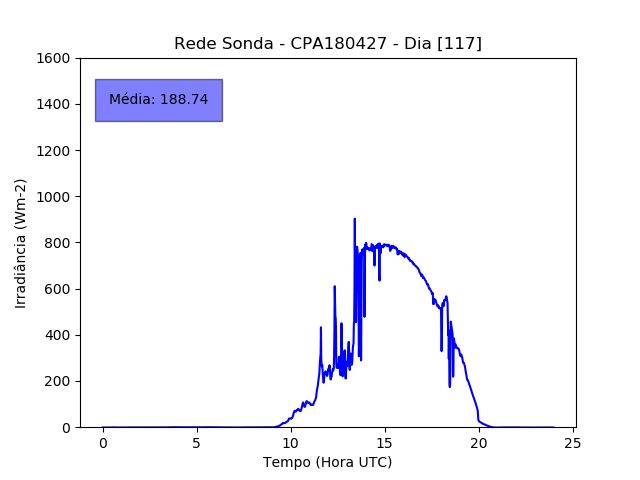 Rede Sonda - CPA180427 - Dia [117]
1600
1400
1200
1000
800
600
400
200
0
Média: 188.74
Irradiância (Wm-2)
0 5 10 15 20 25
Tempo (Hora UTC)